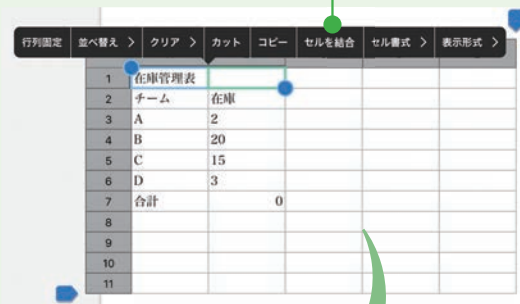 行列固定 並べ替え > クリア > カット コピー セルを結合 セル書式 > 表示形式 >
1 在庫管理表
2 チーム 在庫
3 A 2
4 B 20
5 C 15
6 D 3
7 合計 0
8
9
10
11